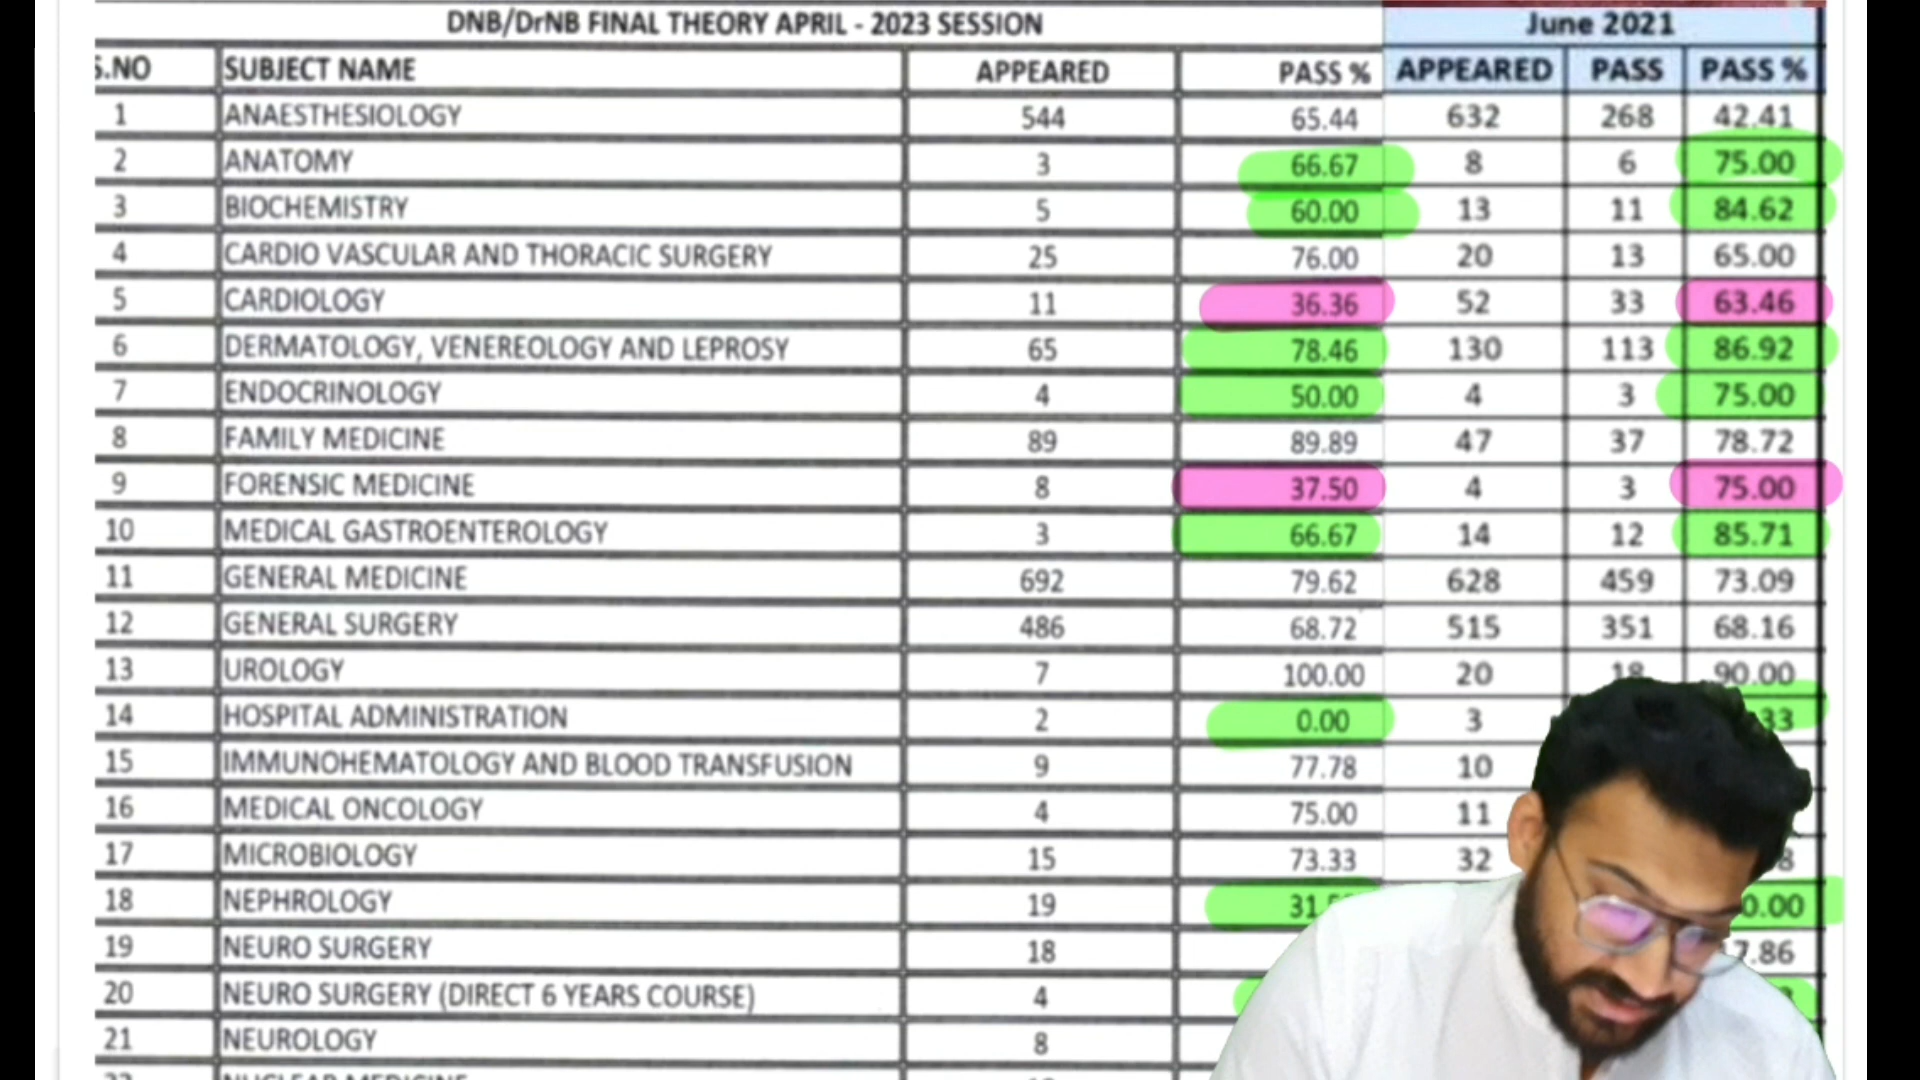 DNB/DrNB FINAL THEORY APRIL - 2023 SESSION June 2021
S.NO SUBJECT NAME APPEARED PASS % APPEARED PASS PASS %
1 ANAESTHESIOLOGY 544 65.44 632 268 42.41
2 ANATOMY 3 66.67 8 6 75.00
3 BIOCHEMISTRY 5 60.00 13 11 84.62
4 CARDIO VASCULAR AND THORACIC SURGERY 25 76.00 20 13 65.00
5 CARDIOLOGY 11 36.36 52 33 63.46
6 DERMATOLOGY, VENEREOLOGY AND LEPROSY 65 78.46 130 113 86.92
7 ENDOCRINOLOGY 4 50.00 4 3 75.00
8 FAMILY MEDICINE 89 89.89 47 37 78.72
9 FORENSIC MEDICINE 8 37.50 4 3 75.00
10 MEDICAL GASTROENTEROLOGY 3 66.67 14 12 85.71
11 GENERAL MEDICINE 692 79.62 628 459 73.09
12 GENERAL SURGERY 486 68.72 515 351 68.16
13 UROLOGY 7 100.00 20 18 90.00
14 HOSPITAL ADMINISTRATION 2 0.00 3
15 IMMUNOHEMATOLOGY AND BLOOD TRANSFUSION 9 77.78 10
16 MEDICAL ONCOLOGY 4 75.00 11
17 MICROBIOLOGY 15 73.33 32
18 NEPHROLOGY 19
19 NEURO SURGERY 18
20 NEURO SURGERY (DIRECT 6 YEARS COURSE) 4
21 NEUROLOGY 8